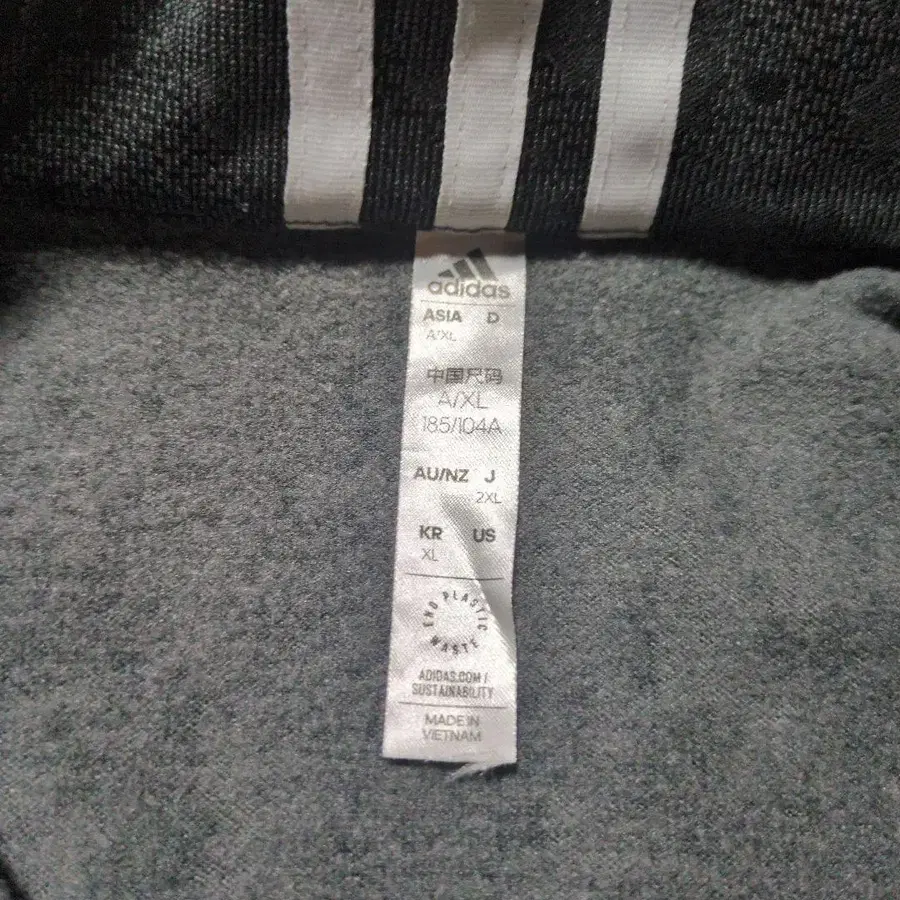 adidas
ASIA D
A/XL
中国尺码
A/XL
185/104A
AU/NZ J
2XL
KR US
XL
END PLASTIC WASTE
ADIDAS.COM/
SUSTAINABILITY
MADE IN
VIETNAM